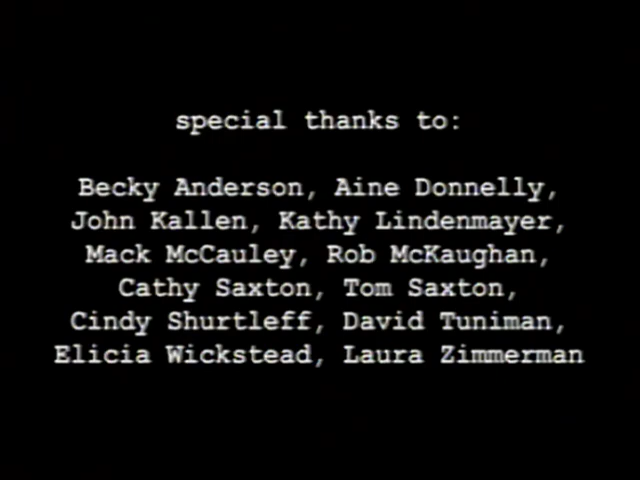 special thanks to:
Becky Anderson, Aine Donnelly,
John Kallen, Kathy Lindenmayer,
Mack McCauley, Rob McKaughan,
Cathy Saxton, Tom Saxton,
Cindy Shurtleff, David Tuniman,
Elicia Wickstead, Laura Zimmerman